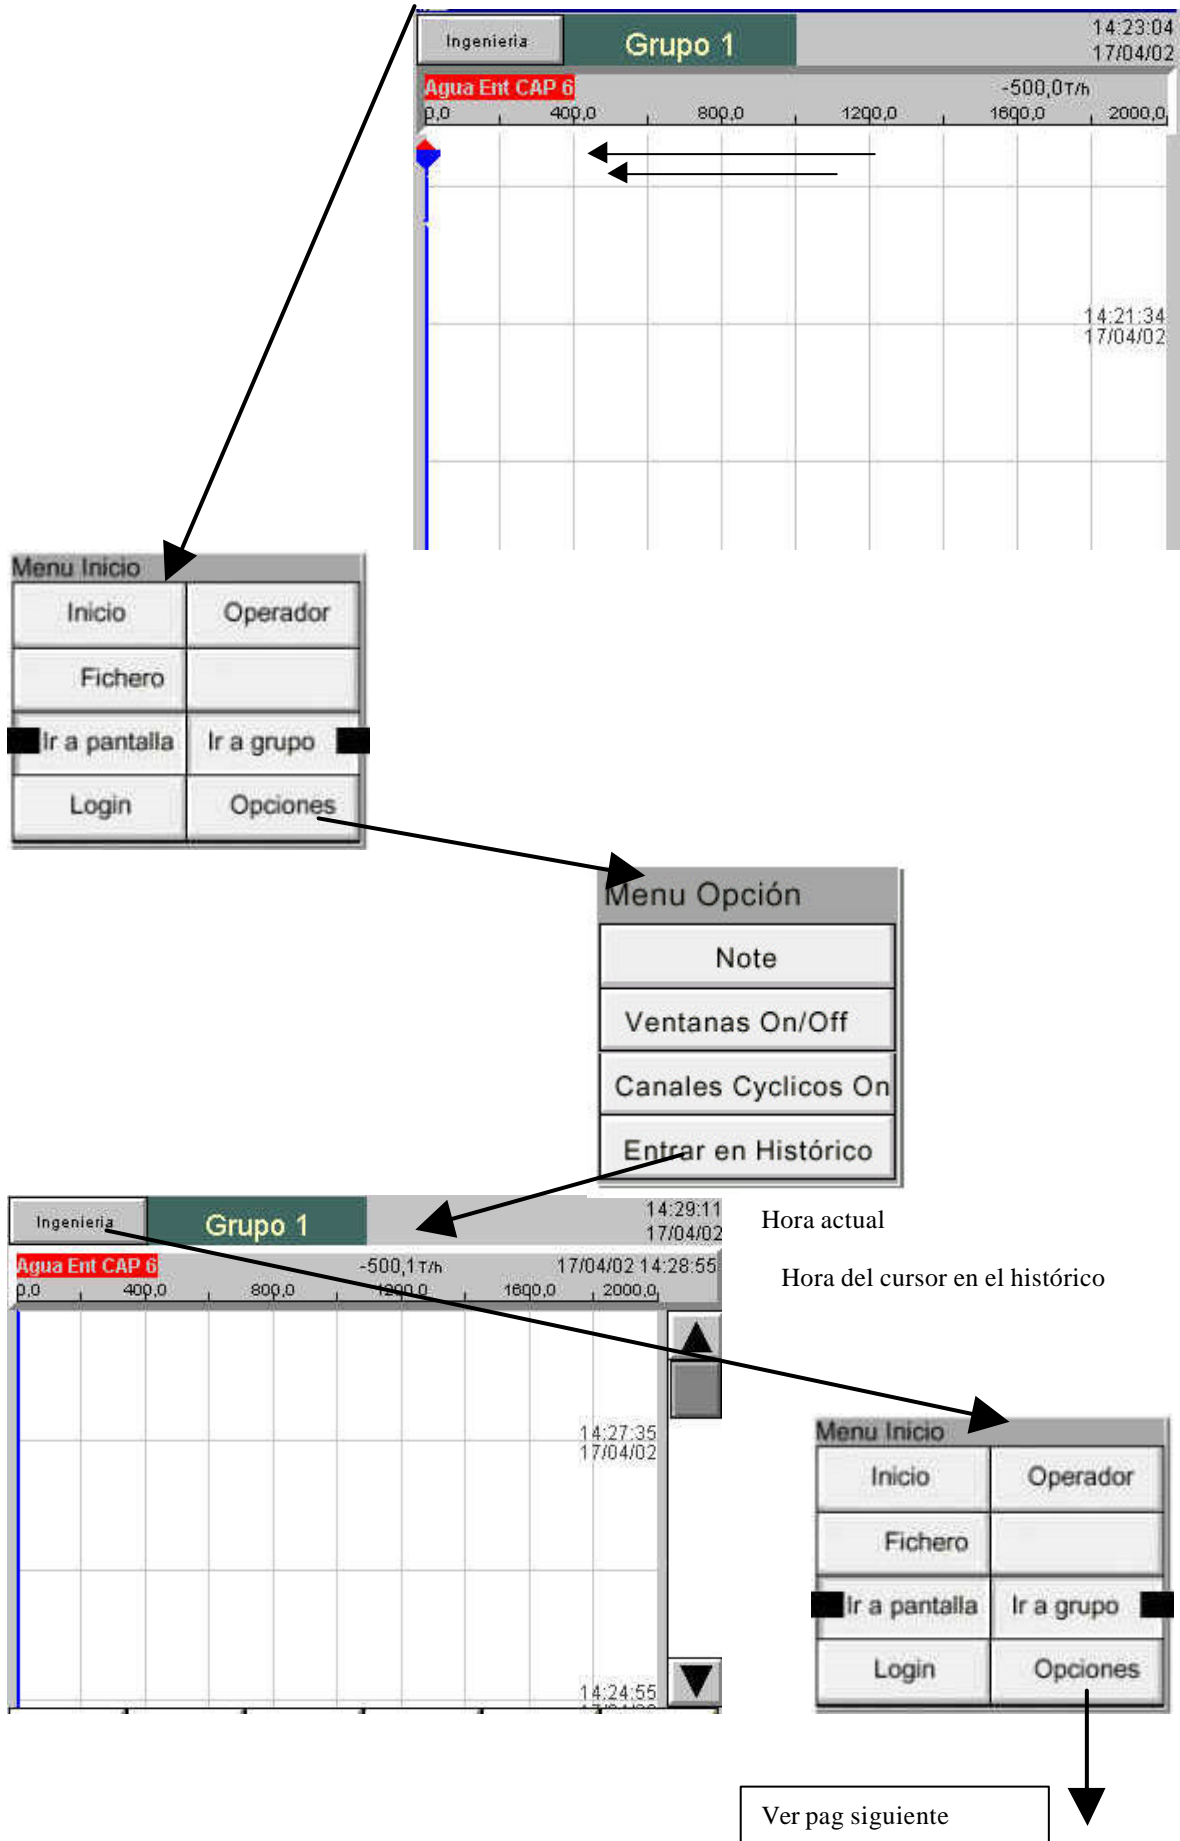 Ingenieria
Grupo 1
14:23:04
17/04/02
Agua Ent CAP 6
-500,0T/h
0,0 400,0 800,0 1200,0 1600,0 2000,0
14:21:34
17/04/02
Menu Inicio
Inicio Operador
Fichero
Ir a pantalla Ir a grupo
Login Opciones
Menu Opción
Note
Ventanas On/Off
Canales Cyclicos On
Entrar en Histórico
Ingenieria
Grupo 1
14:29:11
17/04/02
Hora actual
Agua Ent CAP 6
-500,1T/h
17/04/02 14:28:55
Hora del cursor en el histórico
0,0 400,0 800,0 1200,0 1600,0 2000,0
14:27:35
17/04/02
14:24:55
Menu Inicio
Inicio Operador
Fichero
Ir a pantalla Ir a grupo
Login Opciones
Ver pag siguiente